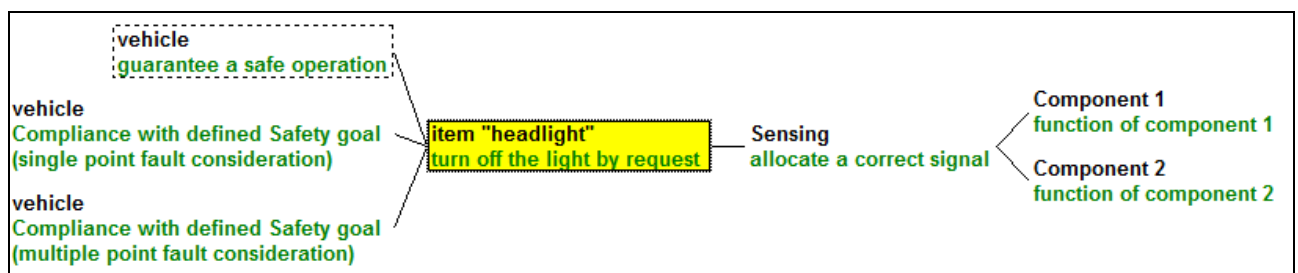 vehicle
guarantee a safe operation
vehicle
Compliance with defined Safety goal
(single point fault consideration)
vehicle
Compliance with defined Safety goal
(multiple point fault consideration)
item "headlight"
turn off the light by request
Sensing
allocate a correct signal
Component 1
function of component 1
Component 2
function of component 2